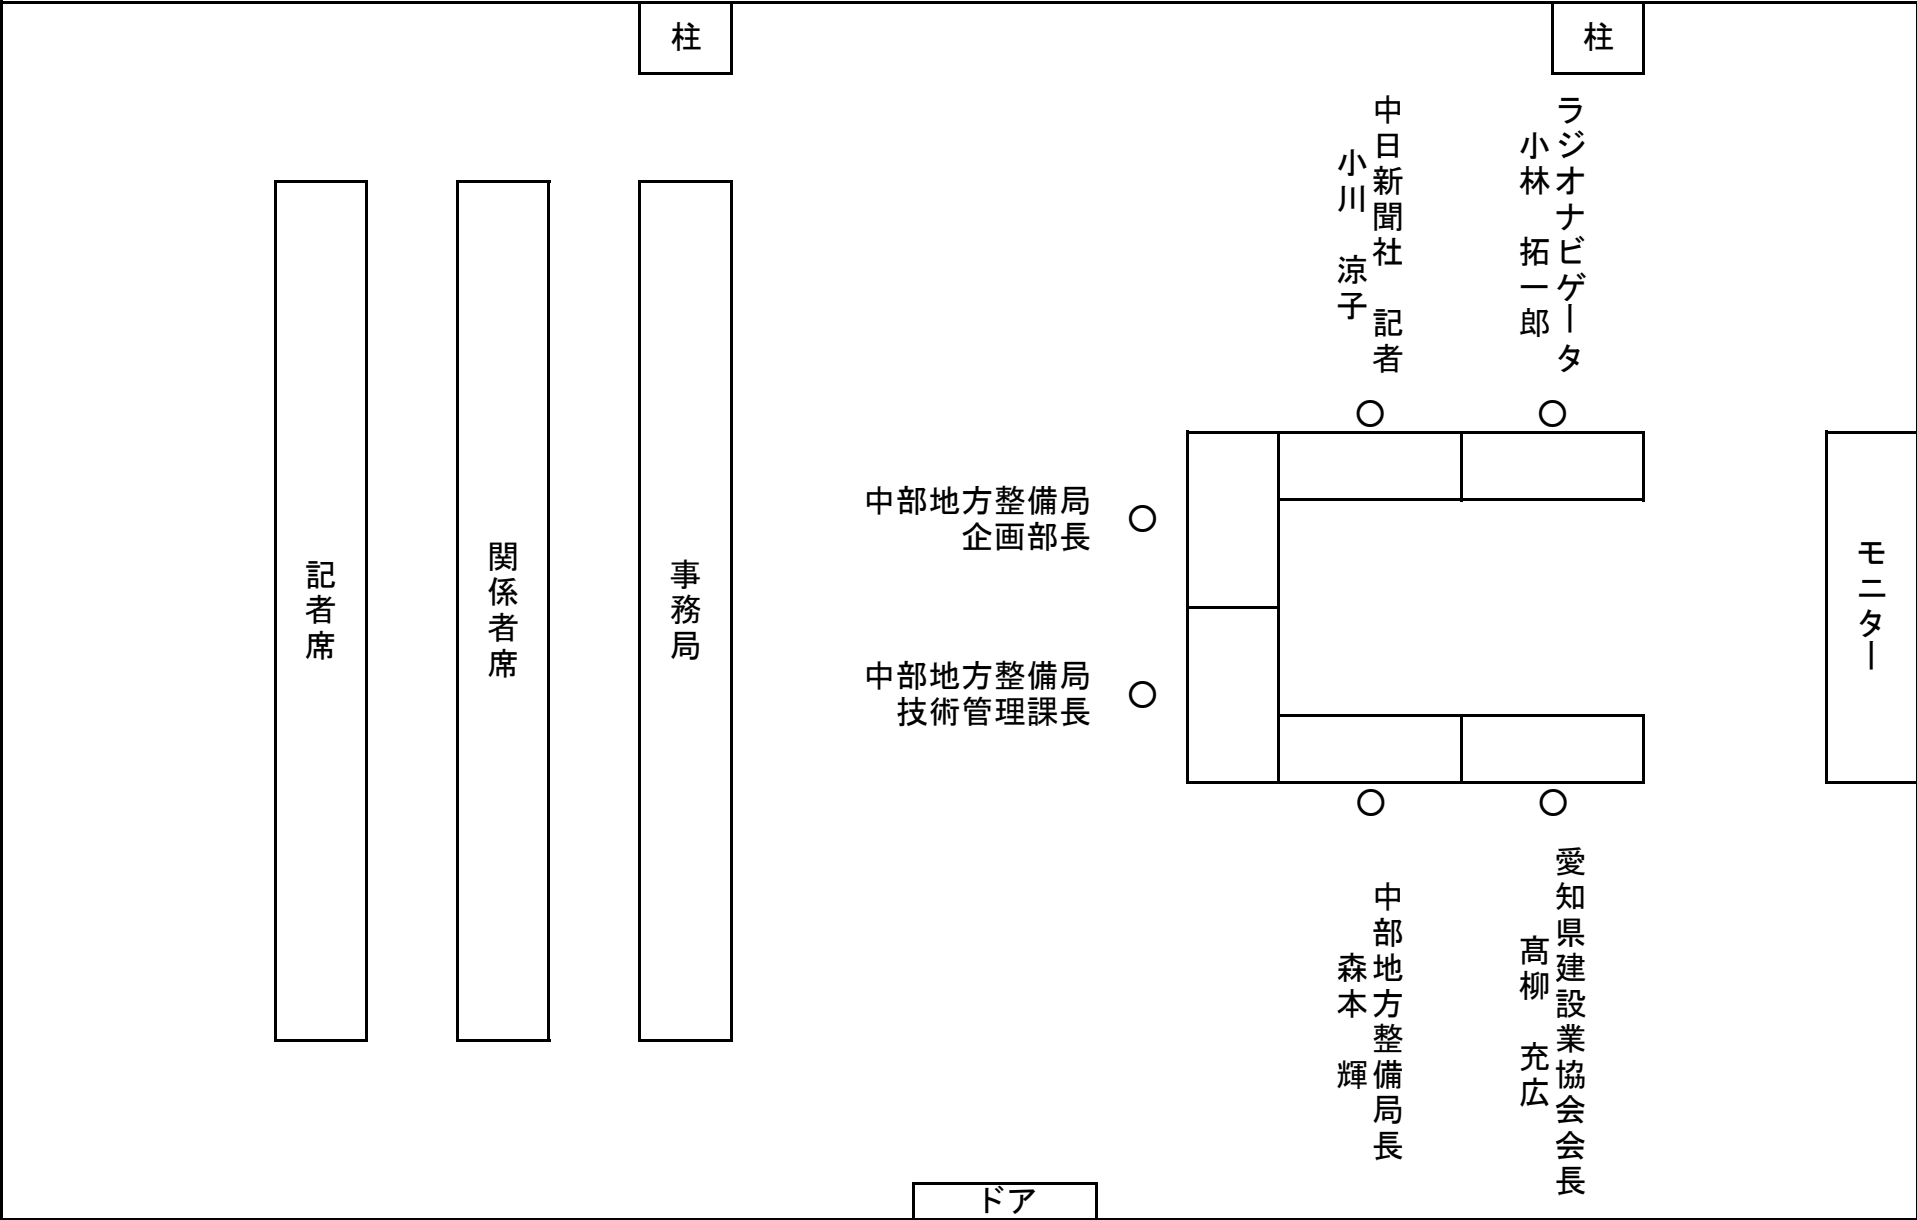 柱
柱
ラジオナビゲータ
小林　拓一郎
中日新聞社　記者
小川　涼子
中部地方整備局
企画部長
中部地方整備局
技術管理課長
モニター
事務局
関係者席
記者席
愛知県建設業協会会長
髙柳　充広
中部地方整備局長
森本　輝
ドア